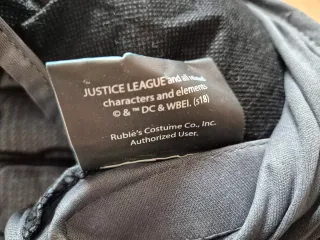 JUSTICE LEAGUE and all related
characters and elements
© & ™ DC & WBEI. (s18)
Rubie's Costume Co., Inc.
Authorized User.